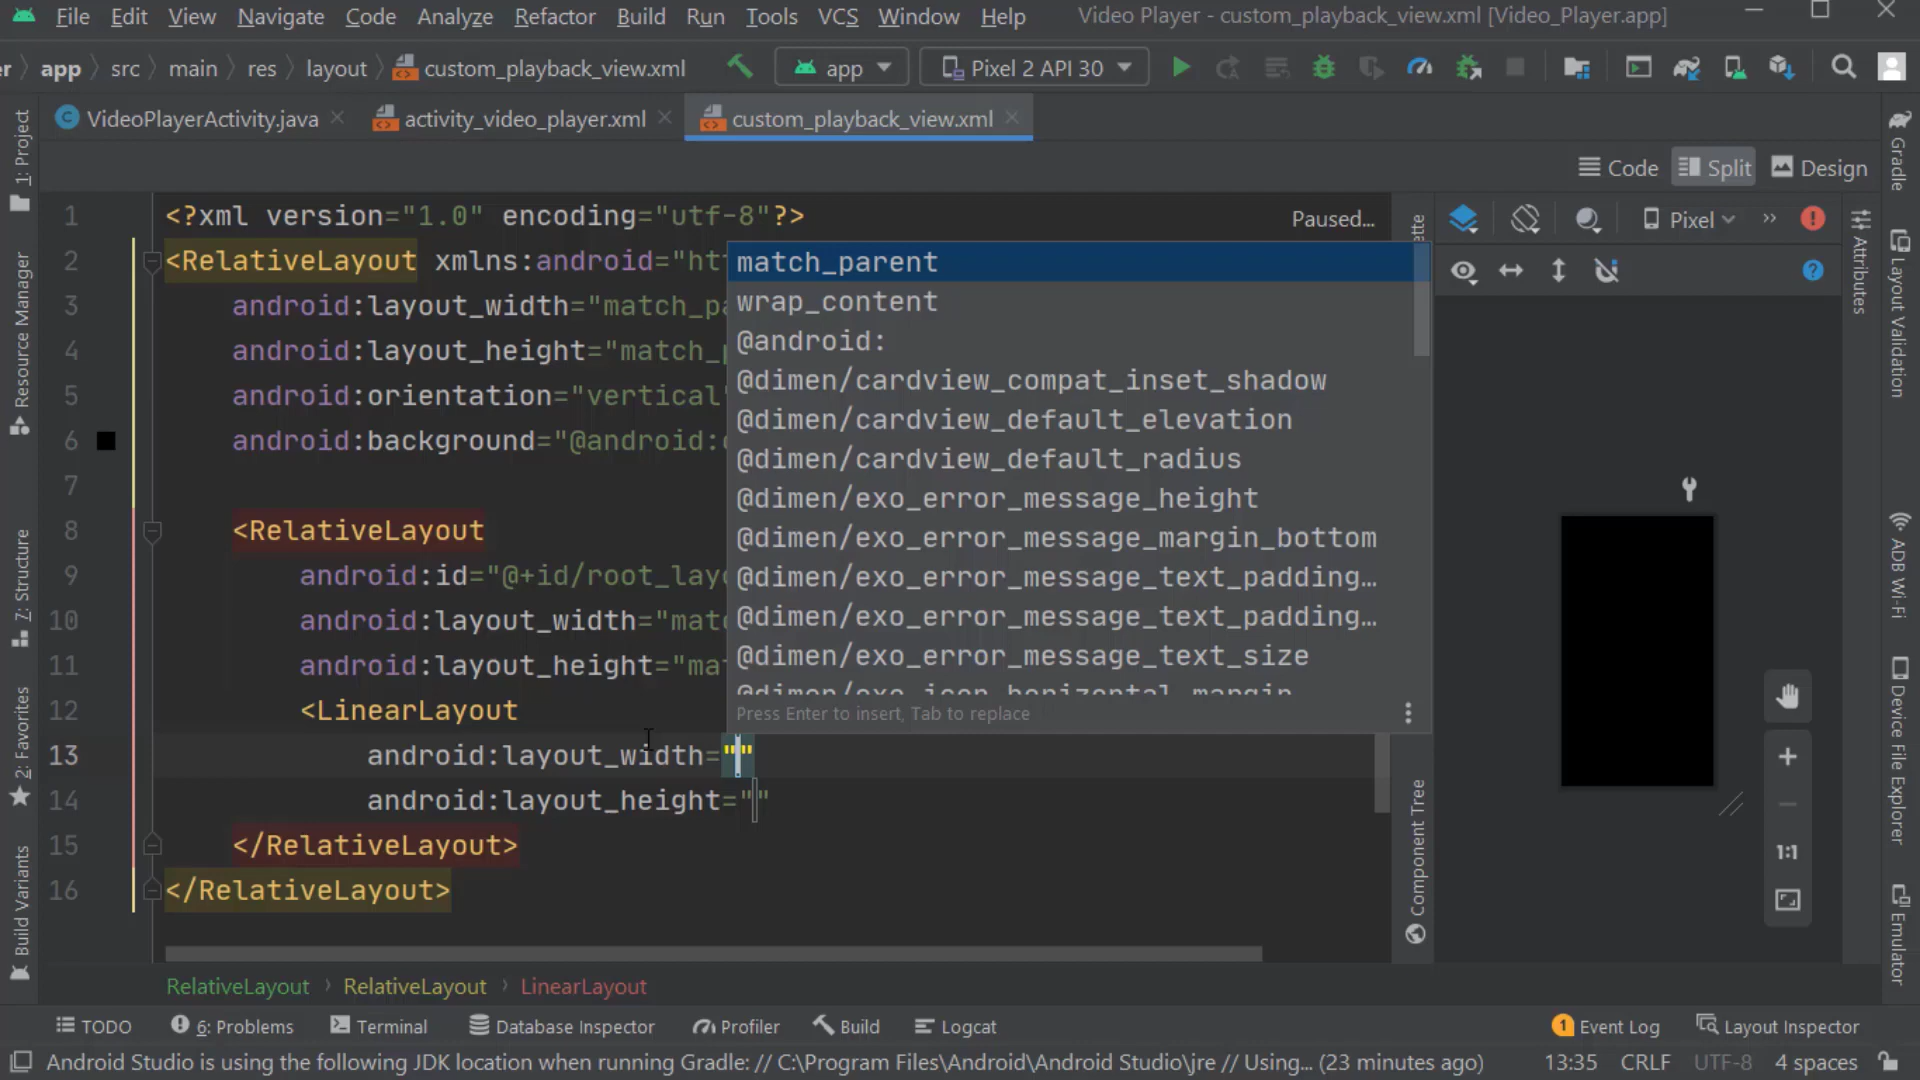 File Edit View Navigate Code Analyze Refactor Build Run Tools VCS Window Help Video Player - custom_playback_view.xml [Video_Player.app]
app src main res layout custom_playback_view.xml app Pixel 2 API 30
VideoPlayerActivity.java activity_video_player.xml custom_playback_view.xml
Code Split Design
1 <?xml version="1.0" encoding="utf-8"?> Paused...
Pixel
2 <RelativeLayout xmlns:android="
3 android:layout_width="
4 android:layout_height="
5 android:orientation="vertical
6 android:background="@android:
7
8 <RelativeLayout
9 android:id="@+id/
10 android:layout_width="
11 android:layout_height="
12 <LinearLayout
13 android:layout_width=""
14 android:layout_height=""
15 </RelativeLayout>
16 </RelativeLayout>
match_parent
wrap_content
@android:
@dimen/cardview_compat_inset_shadow
@dimen/cardview_default_elevation
@dimen/cardview_default_radius
@dimen/exo_error_message_height
@dimen/exo_error_message_margin_bottom
@dimen/exo_error_message_text_padding…
@dimen/exo_error_message_text_padding…
@dimen/exo_error_message_text_size
@dimen/exo_icon_horizontal_margin
Press Enter to insert, Tab to replace
1: Project
Resource Manager
7: Structure
2: Favorites
Build Variants
Component Tree
1:1
Attributes
Gradle
Layout Validation
ADB Wi-Fi
Device File Explorer
Emulator
RelativeLayout RelativeLayout LinearLayout
TODO 6: Problems Terminal Database Inspector Profiler Build Logcat 1 Event Log Layout Inspector
Android Studio is using the following JDK location when running Gradle: // C:\Program Files\Android\Android Studio\jre // Using... (23 minutes ago) 13:35 CRLF UTF-8 4 spaces